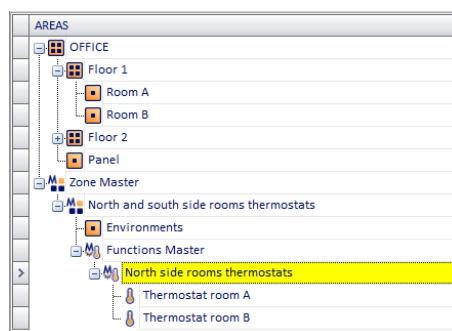 AREAS
OFFICE
Floor 1
Room A
Room B
Floor 2
Panel
Zone Master
North and south side rooms thermostats
Environments
Functions Master
North side rooms thermostats
Thermostat room A
Thermostat room B